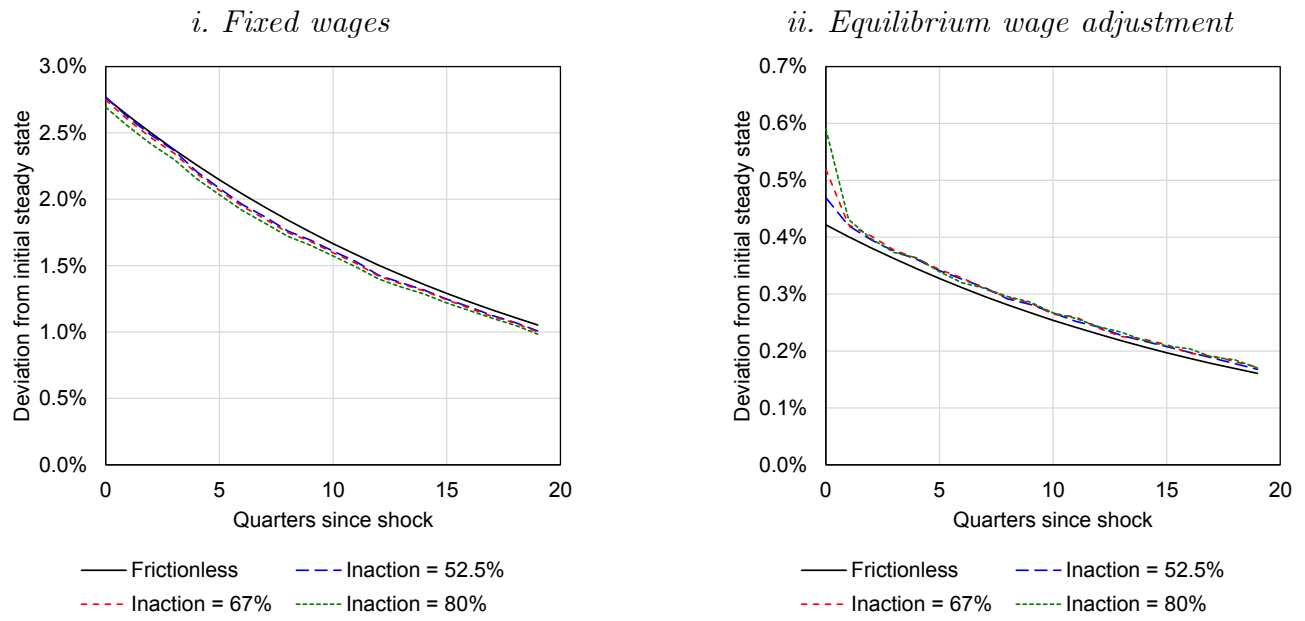 i. Fixed wages
3.0%
2.5%
2.0%
1.5%
1.0%
0.5%
0.0%
Deviation from initial steady state
0 5 10 15 20
Quarters since shock
Frictionless Inaction = 52.5%
Inaction = 67% Inaction = 80%
ii. Equilibrium wage adjustment
0.7%
0.6%
0.5%
0.4%
0.3%
0.2%
0.1%
0.0%
Deviation from initial steady state
0 5 10 15 20
Quarters since shock
Frictionless Inaction = 52.5%
Inaction = 67% Inaction = 80%